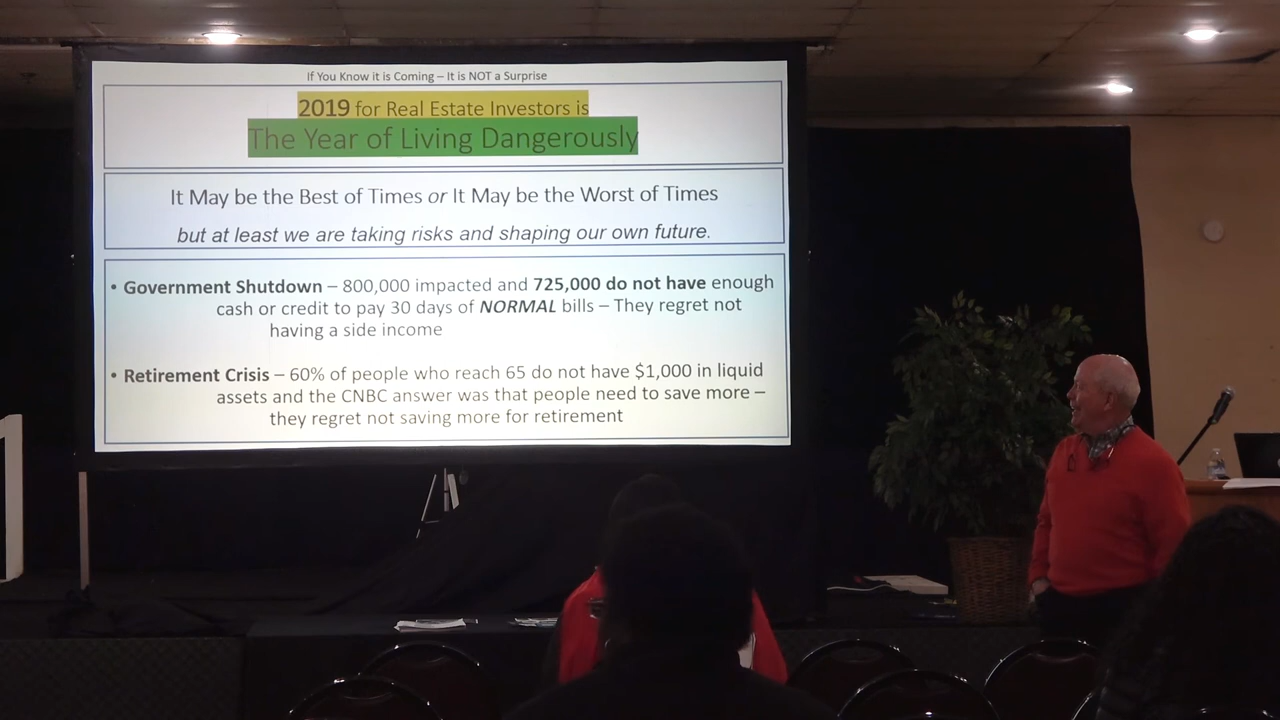 If You Know it is Coming – It is NOT a Surprise
2019 for Real Estate Investors is
The Year of Living Dangerously
It May be the Best of Times or It May be the Worst of Times
but at least we are taking risks and shaping our own future.
• Government Shutdown – 800,000 impacted and 725,000 do not have enough
cash or credit to pay 30 days of NORMAL bills – They regret not
having a side income
• Retirement Crisis – 60% of people who reach 65 do not have $1,000 in liquid
assets and the CNBC answer was that people need to save more –
they regret not saving more for retirement